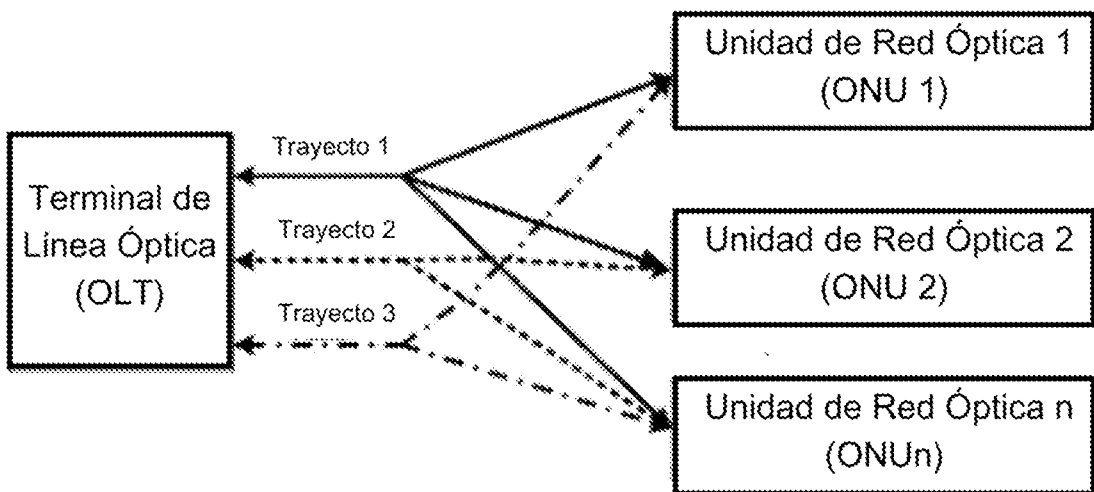 Unidad de Red Óptica 1
(ONU 1)
Trayecto 1
Terminal de
Línea Óptica
(OLT)
Trayecto 2
Unidad de Red Óptica 2
(ONU 2)
Trayecto 3
Unidad de Red Óptica n
(ONUn)